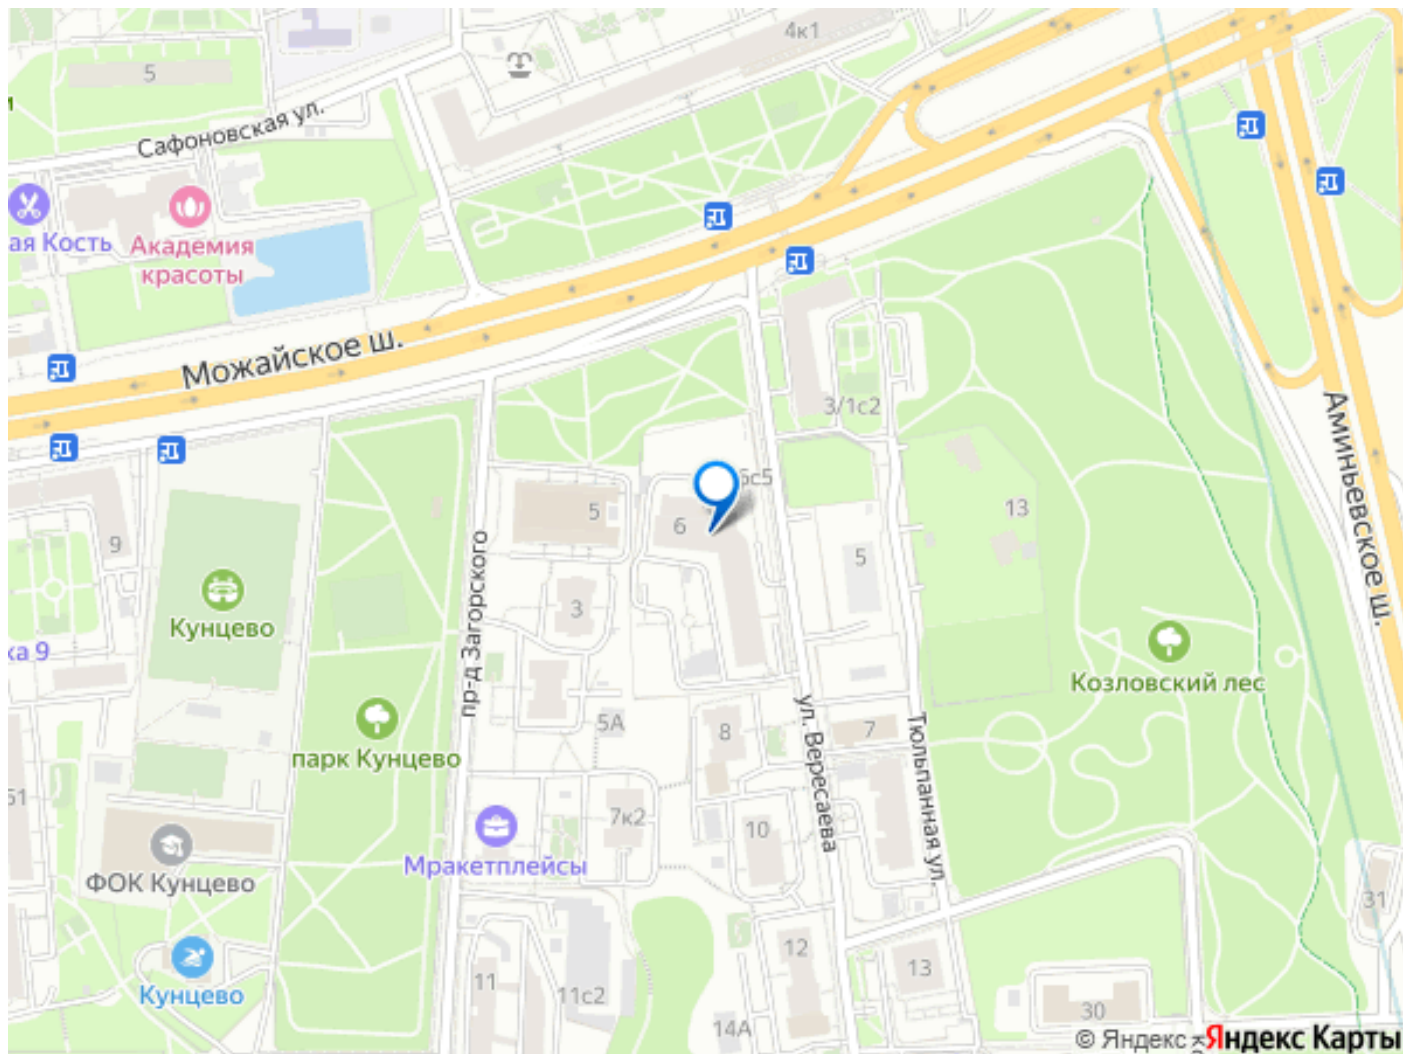 4к1
5
Сафоновская ул.
ая Кость
Академия
красоты
Можайское ш.
3/1с2
Аминьевское ш.
5
6
13
9
5
пр-д Загорского
3
Кунцево
ка 9
Козловский лес
5А
8
7
ул. Вересаева
Тюльпанная ул.
парк Кунцево
7к2
10
Мракетплейсы
ФОК Кунцево
31
12
13
11
11с2
Кунцево
30
14А
© Яндекс
Яндекс Карты